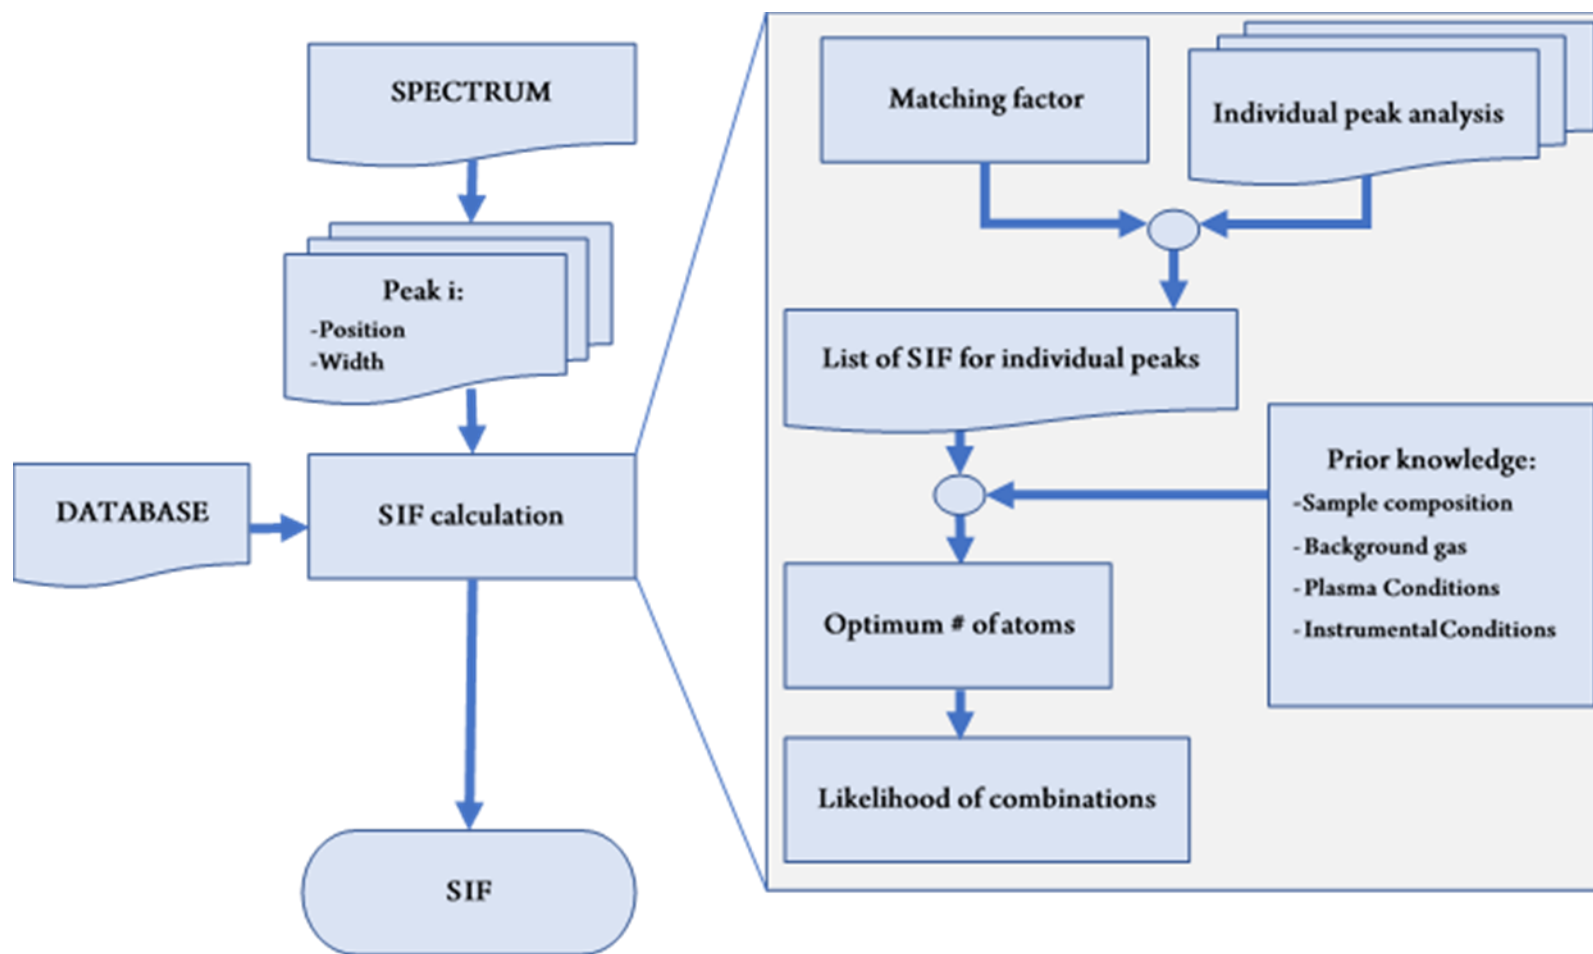 SPECTRUM
Peak i:
-Position
-Width
DATABASE
SIF calculation
SIF
Matching factor
Individual peak analysis
List of SIF for individual peaks
Prior knowledge:
-Sample composition
-Background gas
-Plasma Conditions
-Instrumental Conditions
Optimum # of atoms
Likelihood of combinations